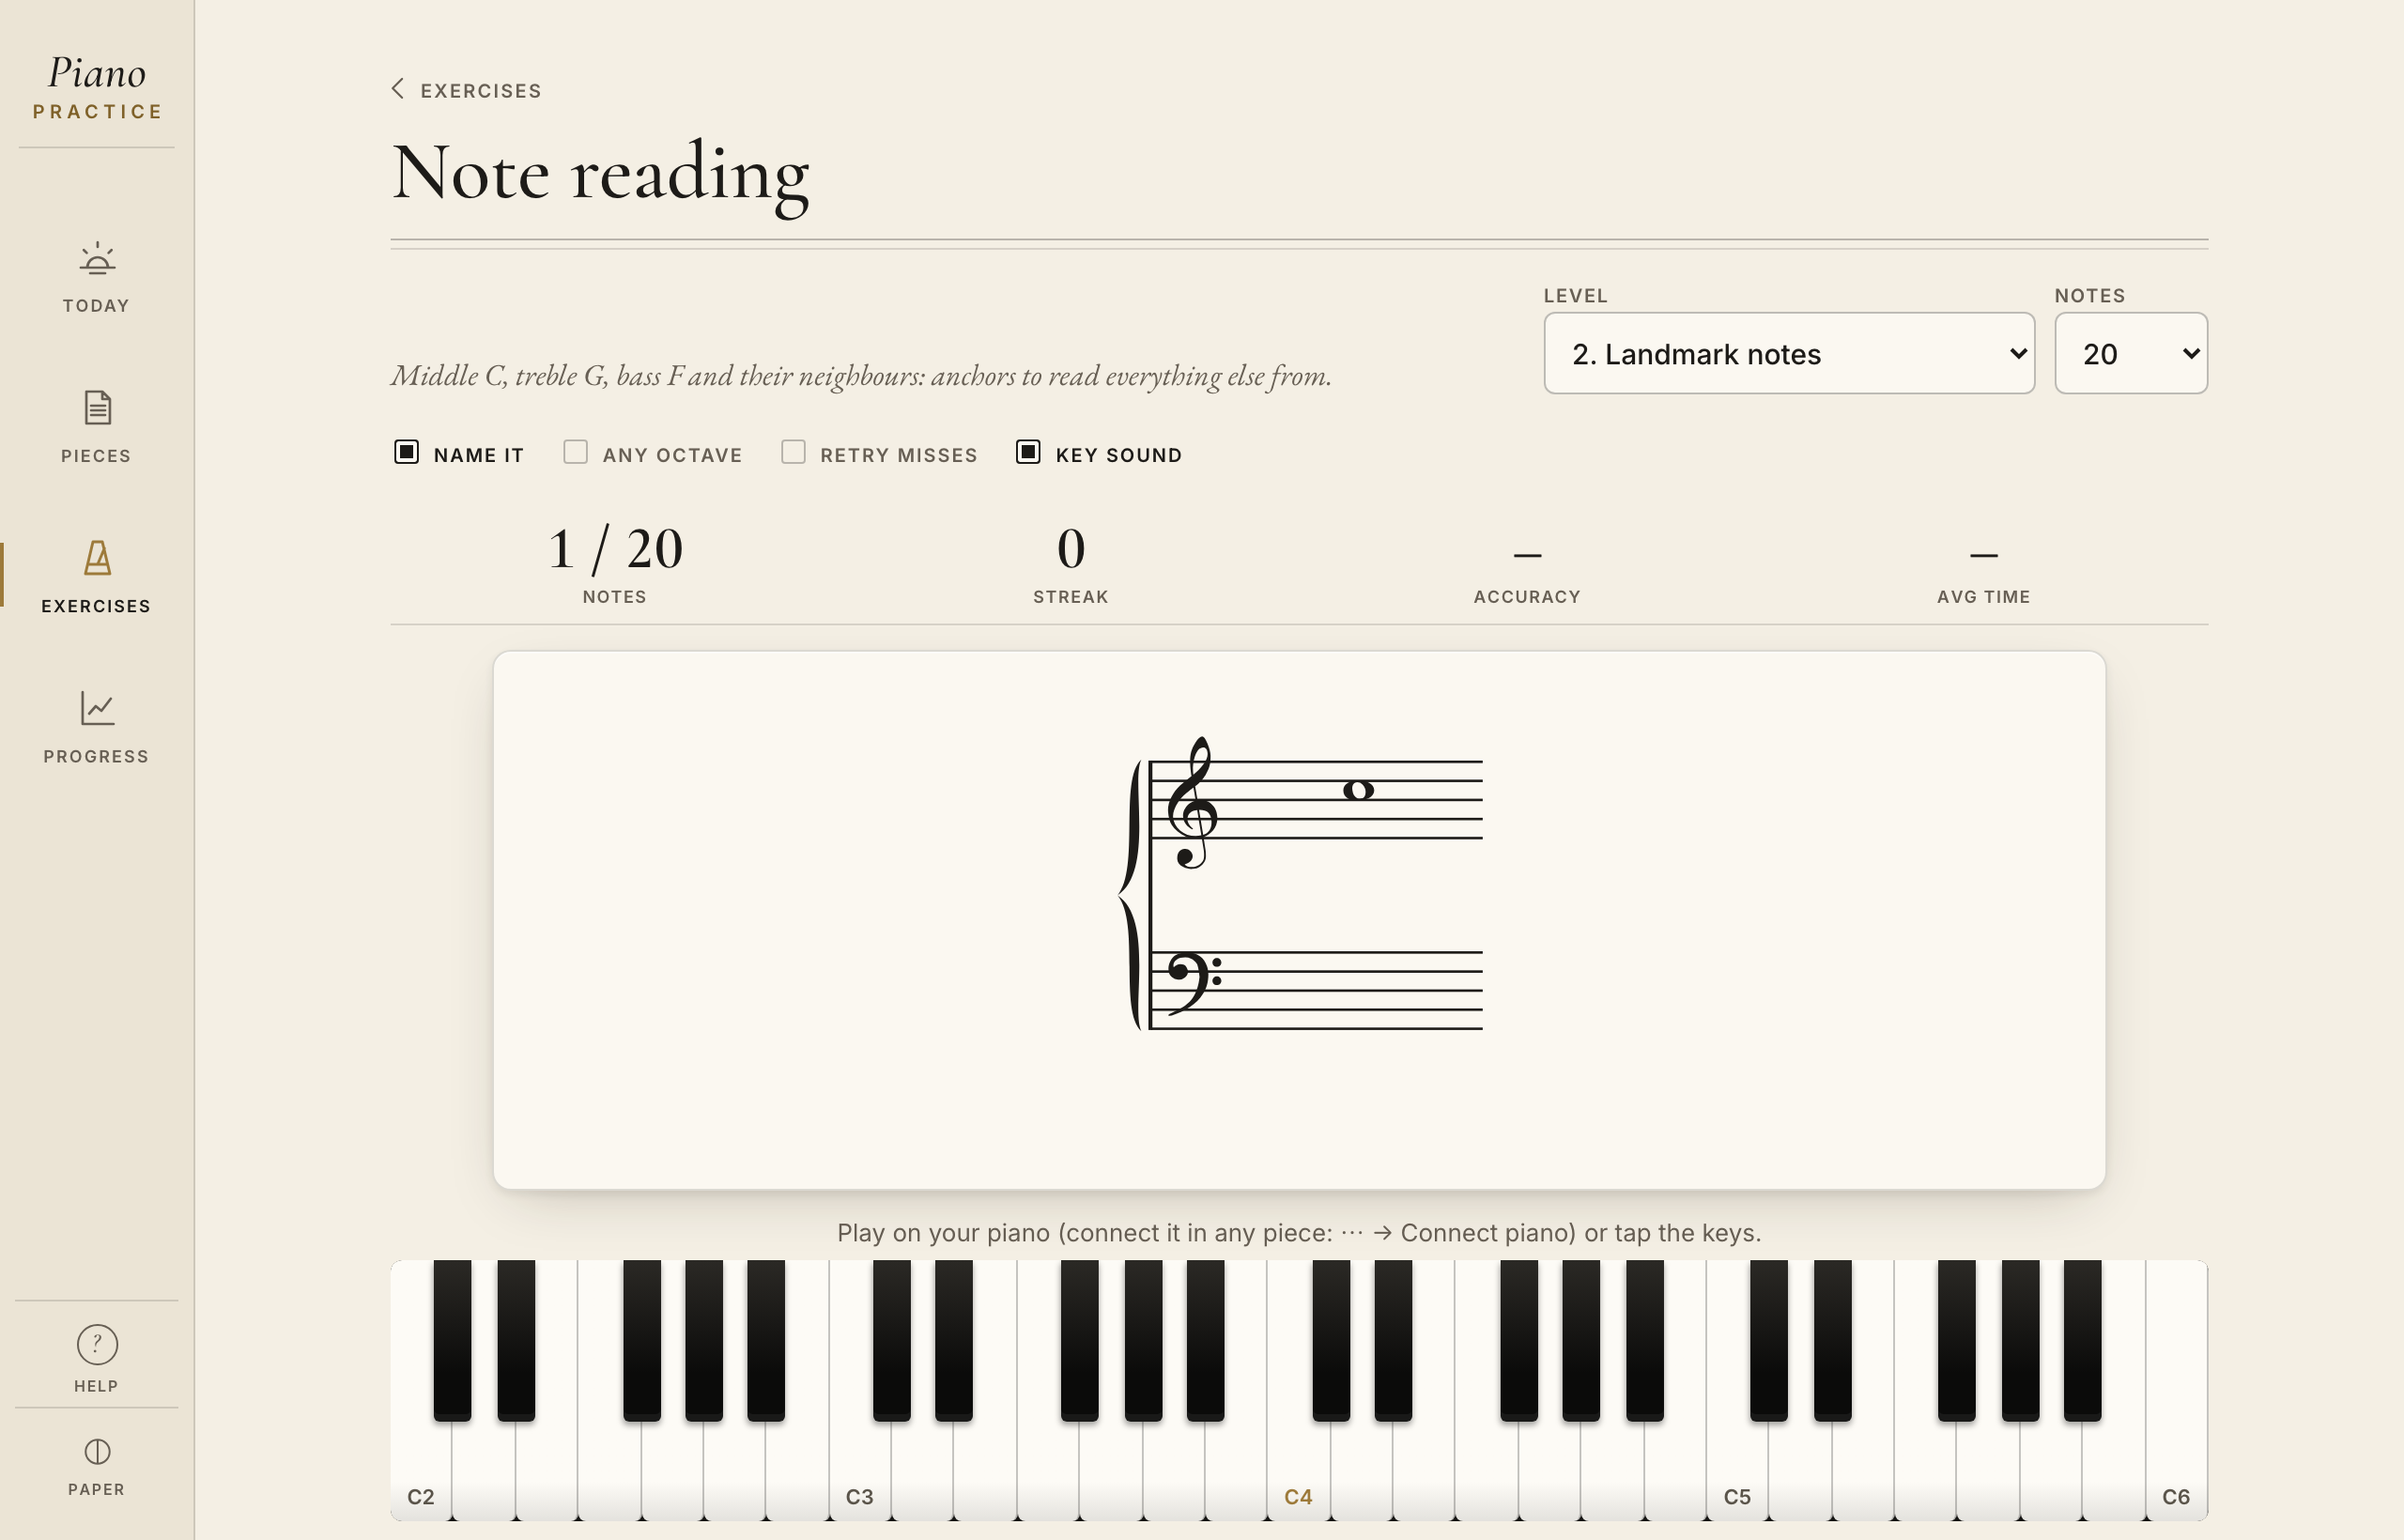 Piano
PRACTICE
TODAY
PIECES
EXERCISES
PROGRESS
? HELP
PAPER
EXERCISES
Note reading
LEVEL NOTES
Middle C, treble G, bass F and their neighbours: anchors to read everything else from.
2. Landmark notes 20
NAME IT ANY OCTAVE RETRY MISSES KEY SOUND
1 / 20 0 – –
NOTES STREAK ACCURACY AVG TIME
Play on your piano (connect it in any piece: ··· → Connect piano) or tap the keys.
C2 C3 C4 C5 C6